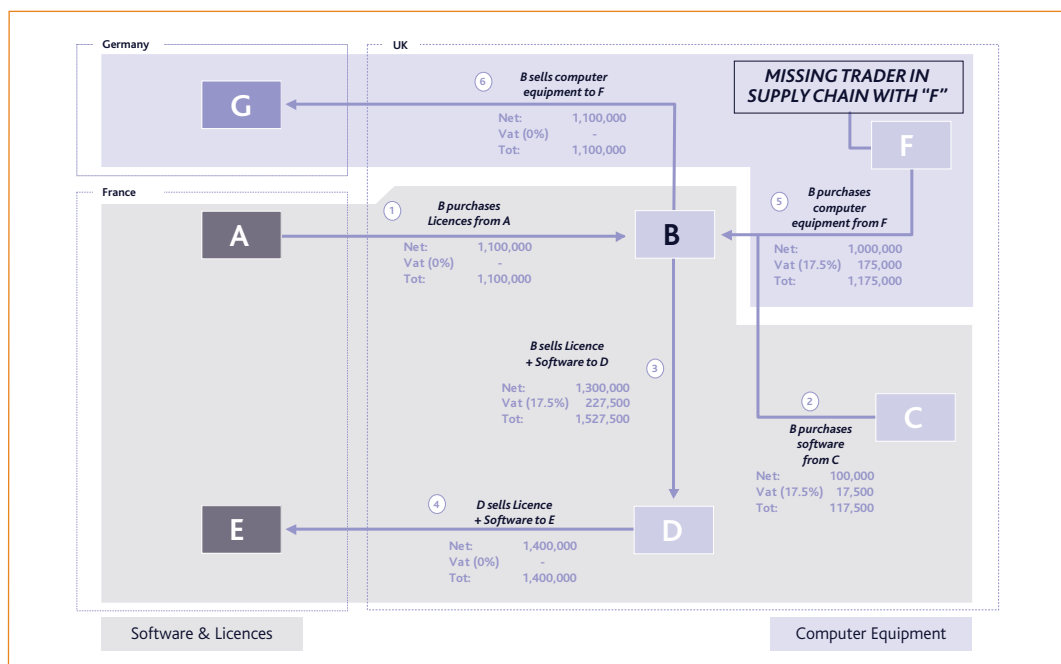 Germany
UK
G
6
B sells computer
equipment to F
Net: 1,100,000
Vat (0%) -
Tot: 1,100,000
MISSING TRADER IN
SUPPLY CHAIN WITH “F”
F
France
A
1
B purchases
Licences from A
Net: 1,100,000
Vat (0%) -
Tot: 1,100,000
B
5
B purchases
computer
equipment from F
Net: 1,000,000
Vat (17.5%) 175,000
Tot: 1,175,000
B sells Licence
+ Software to D
3
Net: 1,300,000
Vat (17.5%) 227,500
Tot: 1,527,500
2
C
B purchases
software
from C
Net: 100,000
Vat (17.5%) 17,500
Tot: 117,500
E
4
D sells Licence
+ Software to E
Net: 1,400,000
Vat (0%) -
Tot: 1,400,000
D
Software & Licences
Computer Equipment